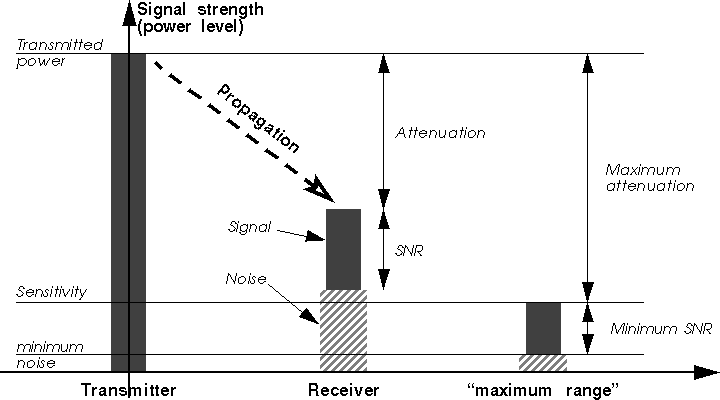 Signal strength
(power level)
Transmitted
power
Propagation
Attenuation
Maximum
attenuation
Signal
SNR
Noise
Sensitivity
Minimum SNR
minimum
noise
Transmitter
Receiver
“maximum range”